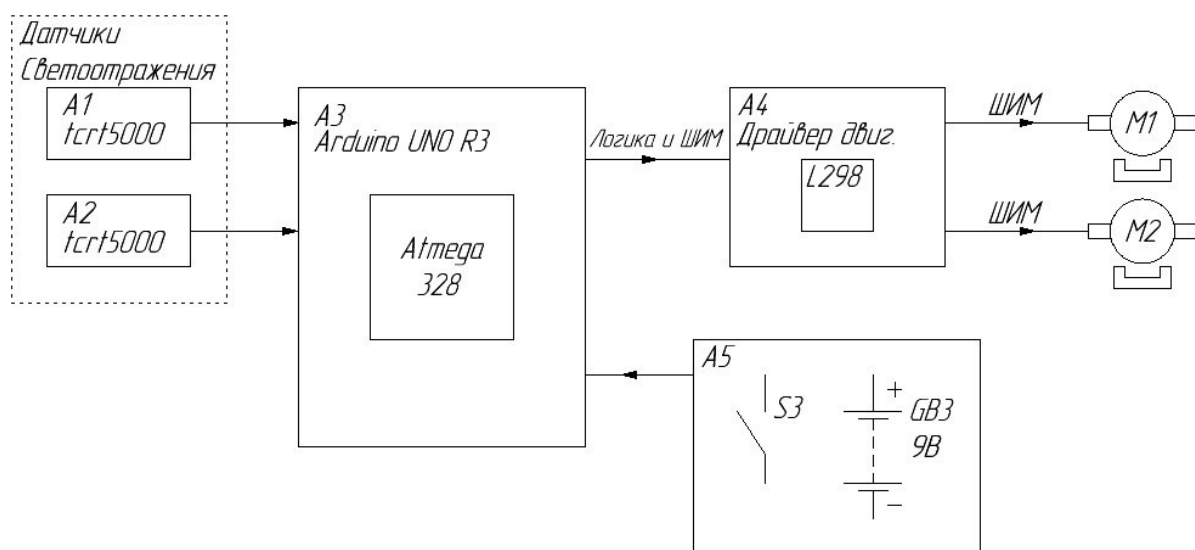 Датчики
Светоотражения
A1
tcrt5000
A2
tcrt5000
A3
Arduino UNO R3
Atmega
328
Логика и ШИМ
A4
Драйвер двиг.
L298
ШИМ
M1
ШИМ
M2
A5
S3
+
GB3
9В
-